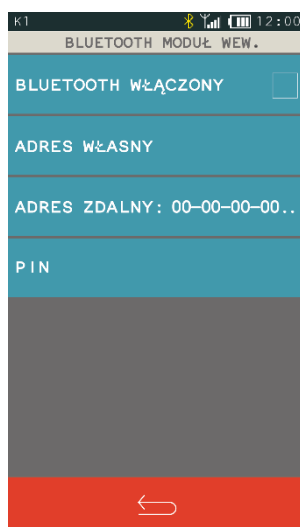 K1 12:00
BLUETOOTH MODUŁ WEW.
BLUETOOTH WŁĄCZONY
ADRES WŁASNY
ADRES ZDALNY: 00-00-00-00..
PIN